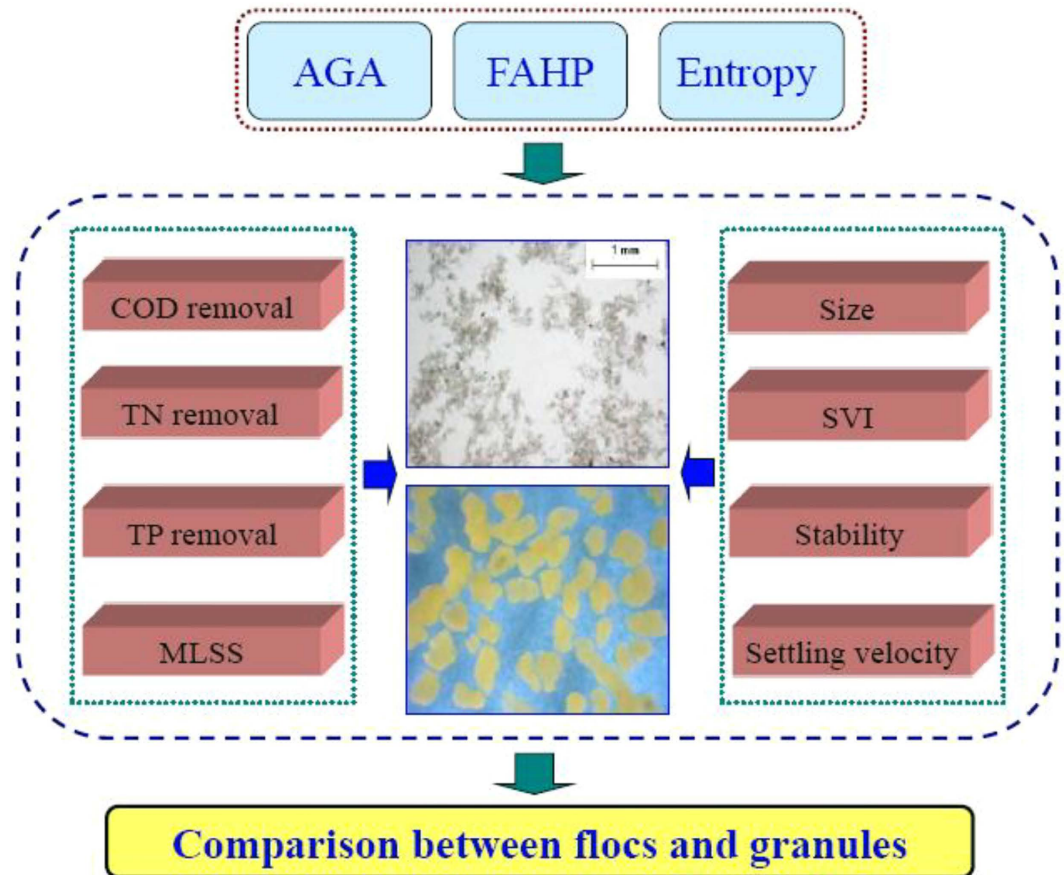 AGA
FAHP
Entropy
COD removal
TN removal
TP removal
MLSS
1 mm
Size
SVI
Stability
Settling velocity
Comparison between flocs and granules